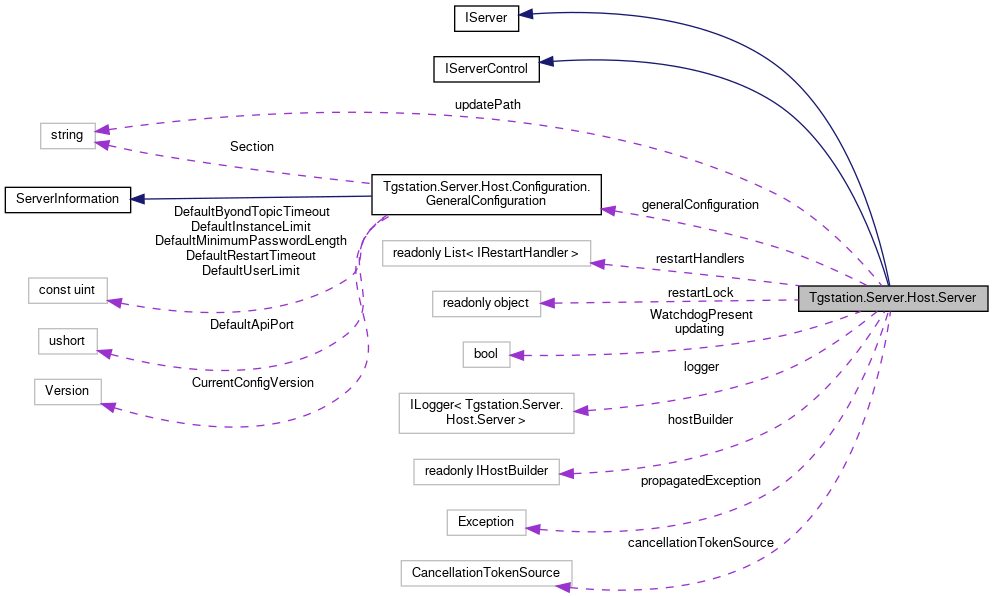 IServer
IServerControl
updatePath
string
Section
Tgstation.Server.Host.Configuration.
GeneralConfiguration
ServerInformation
generalConfiguration
DefaultByondTopicTimeout
DefaultInstanceLimit
DefaultMinimumPasswordLength
DefaultRestartTimeout
DefaultUserLimit
readonly List< IRestartHandler >
restartHandlers
const uint
readonly object
restartLock
Tgstation.Server.Host.Server
DefaultApiPort
WatchdogPresent
updating
ushort
bool
logger
CurrentConfigVersion
Version
ILogger< Tgstation.Server.
Host.Server >
hostBuilder
readonly IHostBuilder
propagatedException
Exception
cancellationTokenSource
CancellationTokenSource